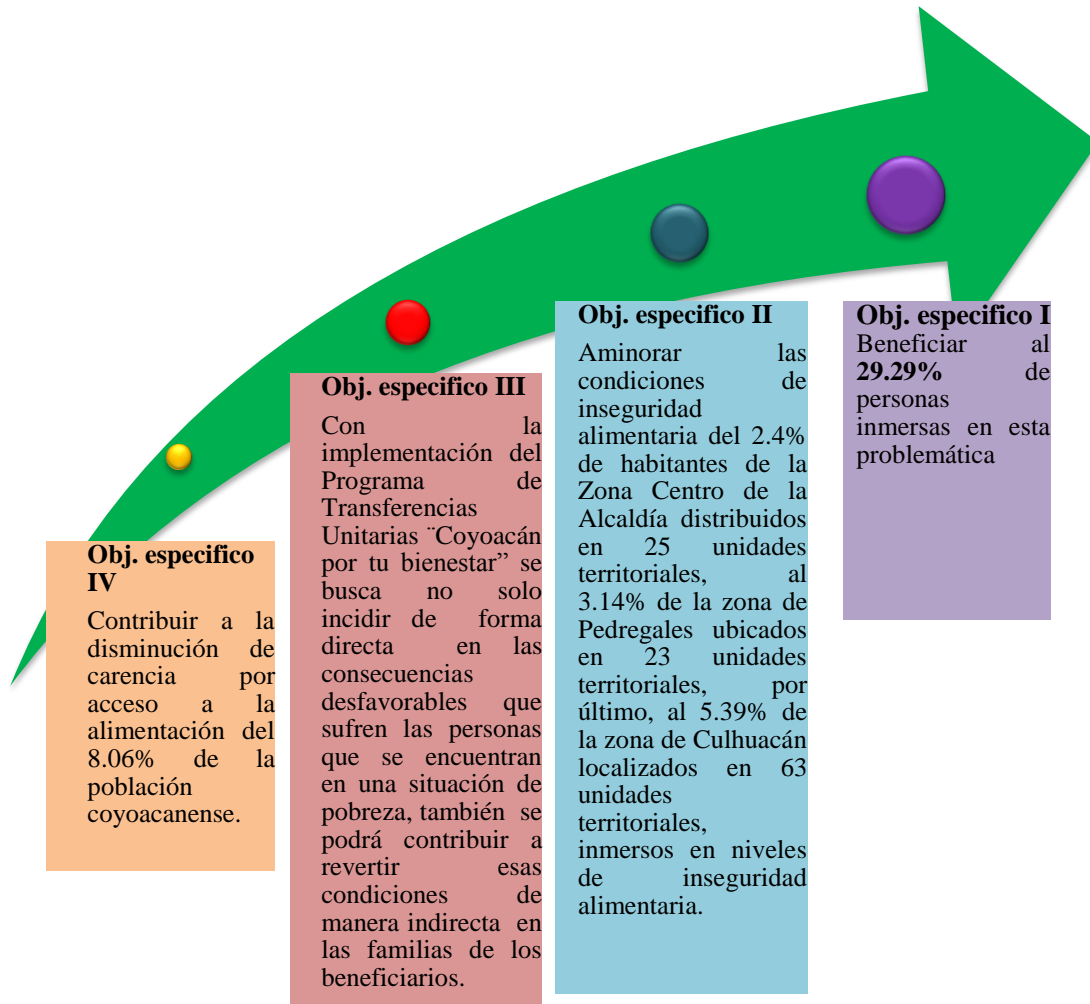 Obj. especifico IV
Contribuir a la
disminución de
carencia por
acceso a la
alimentación del
8.06% de la
población
coyoacanense.
Obj. especifico III
Con la
implementación del
Programa de
Transferencias
Unitarias ¨Coyoacán
por tu bienestar” se
busca no solo
incidir de forma
directa en las
consecuencias
desfavorables que
sufren las personas
que se encuentran
en una situación de
pobreza, también se
podrá contribuir a
revertir esas
condiciones de
manera indirecta en
las familias de los
beneficiarios.
Obj. especifico II
Aminorar las
condiciones de
inseguridad
alimentaria del 2.4%
de habitantes de la
Zona Centro de la
Alcaldía distribuidos
en 25 unidades
territoriales, al
3.14% de la zona de
Pedregales ubicados
en 23 unidades
territoriales, por
último, al 5.39% de
la zona de Culhuacán
localizados en 63
unidades
territoriales,
inmersos en niveles
de inseguridad
alimentaria.
Obj. especifico I
Beneficiar al
29.29% de
personas
inmersas en esta
problemática